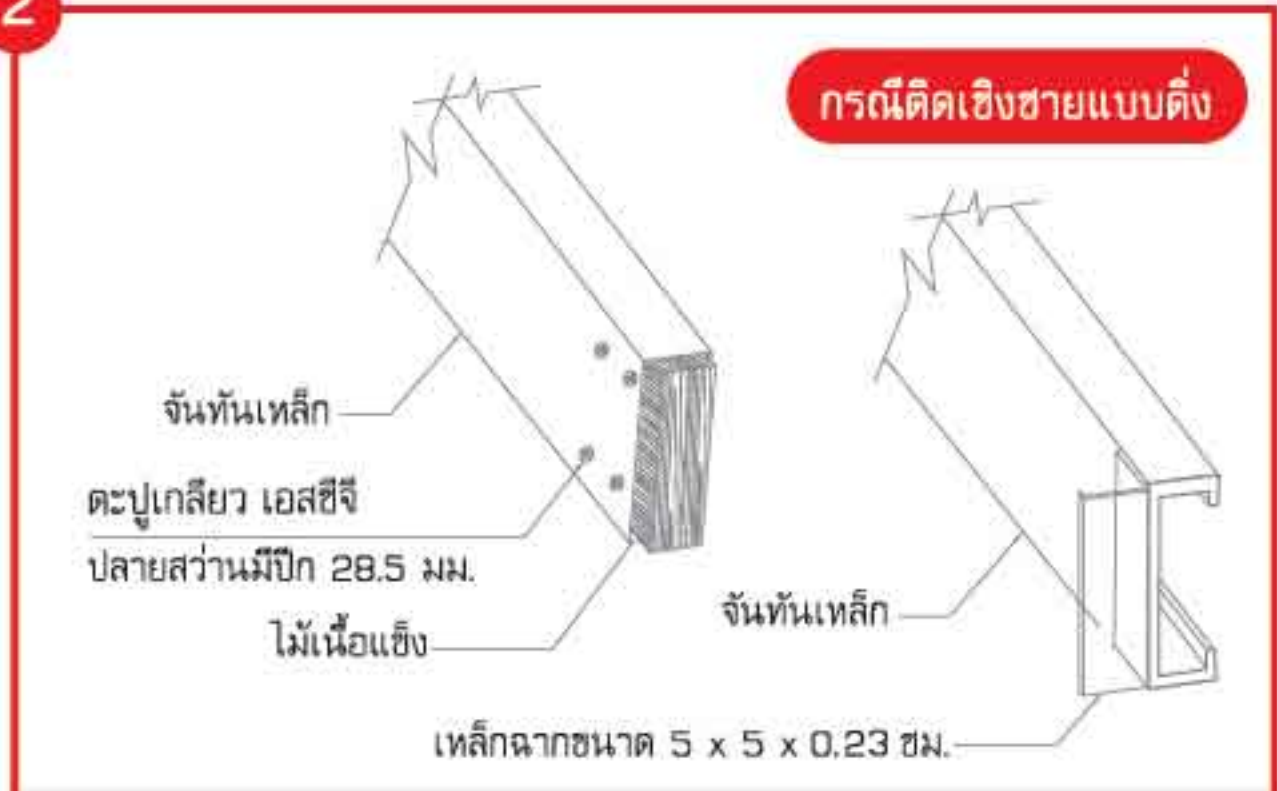 2
กรณีติดเชิงชายแบบดิ่ง
จันทันเหล็ก
ตะปูเกลียว เอสซีจี
ปลายสว่านมีปีก 28.5 มม.
ไม้เนื้อแข็ง
จันทันเหล็ก
เหล็กฉากขนาด 5 x 5 x 0.23 ซม.